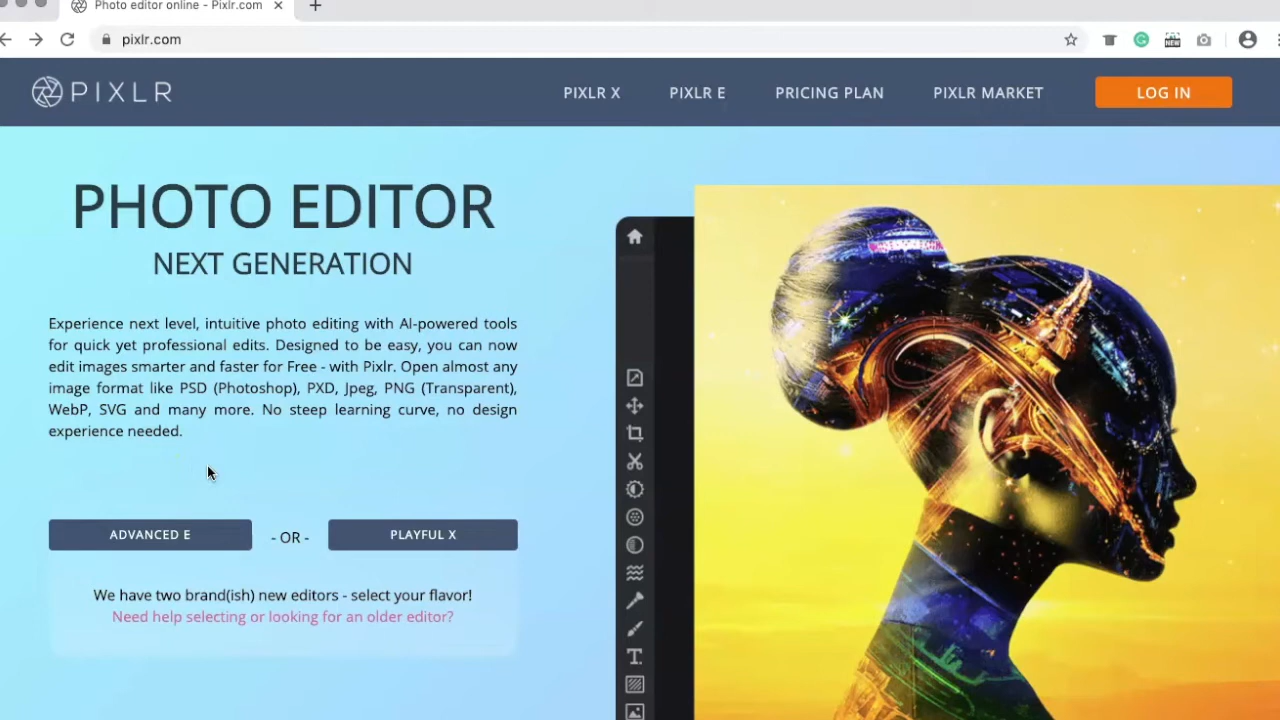 Photo editor online - Pixlr.com
pixlr.com
NEW
PIXLR
PIXLR X
PIXLR E
PRICING PLAN
PIXLR MARKET
LOG IN
PHOTO EDITOR
NEXT GENERATION
Experience next level, intuitive photo editing with AI-powered tools
for quick yet professional edits. Designed to be easy, you can now
edit images smarter and faster for Free - with Pixlr. Open almost any
image format like PSD (Photoshop), PXD, Jpeg, PNG (Transparent),
WebP, SVG and many more. No steep learning curve, no design
experience needed.
ADVANCED E
- OR -
PLAYFUL X
We have two brand(ish) new editors - select your flavor!
Need help selecting or looking for an older editor?